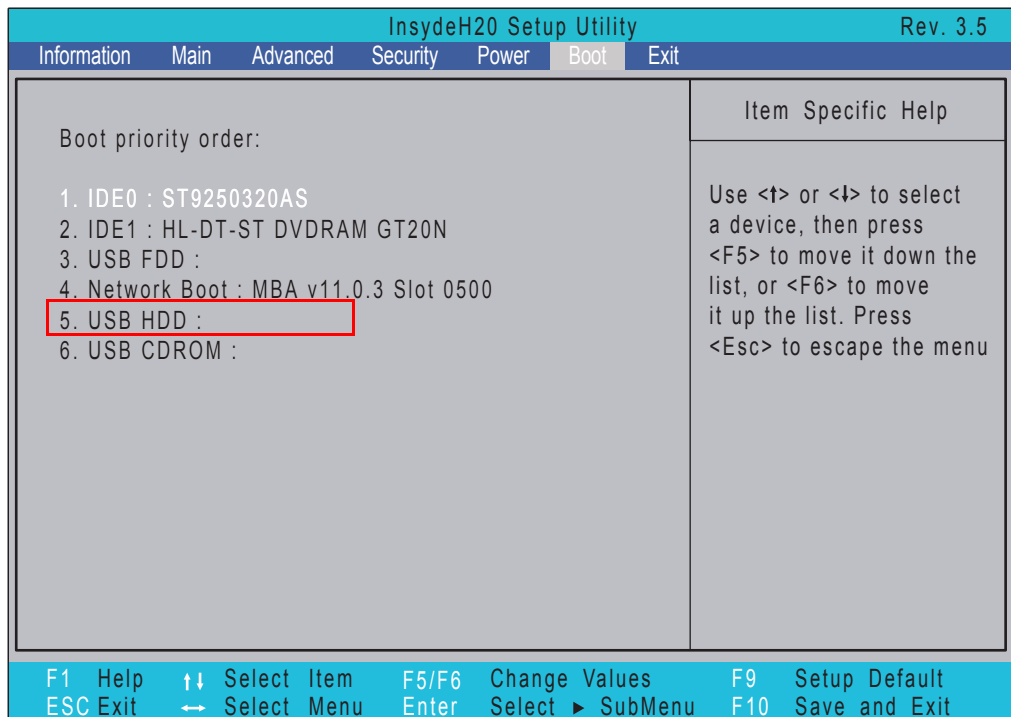 InsydeH20 Setup Utility Rev. 3.5
Information Main Advanced Security Power Boot Exit
Boot priority order:
1. IDE0 : ST9250320AS
2. IDE1 : HL-DT-ST DVDRAM GT20N
3. USB FDD :
4. Network Boot : MBA v11.0.3 Slot 0500
5. USB HDD :
6. USB CDROM :
Item Specific Help
Use <↑> or <↓> to select
a device, then press
<F5> to move it down the
list, or <F6> to move
it up the list. Press
<Esc> to escape the menu
F1 Help ↑↓ Select Item F5/F6 Change Values F9 Setup Default
ESC Exit ↔ Select Menu Enter Select ► SubMenu F10 Save and Exit